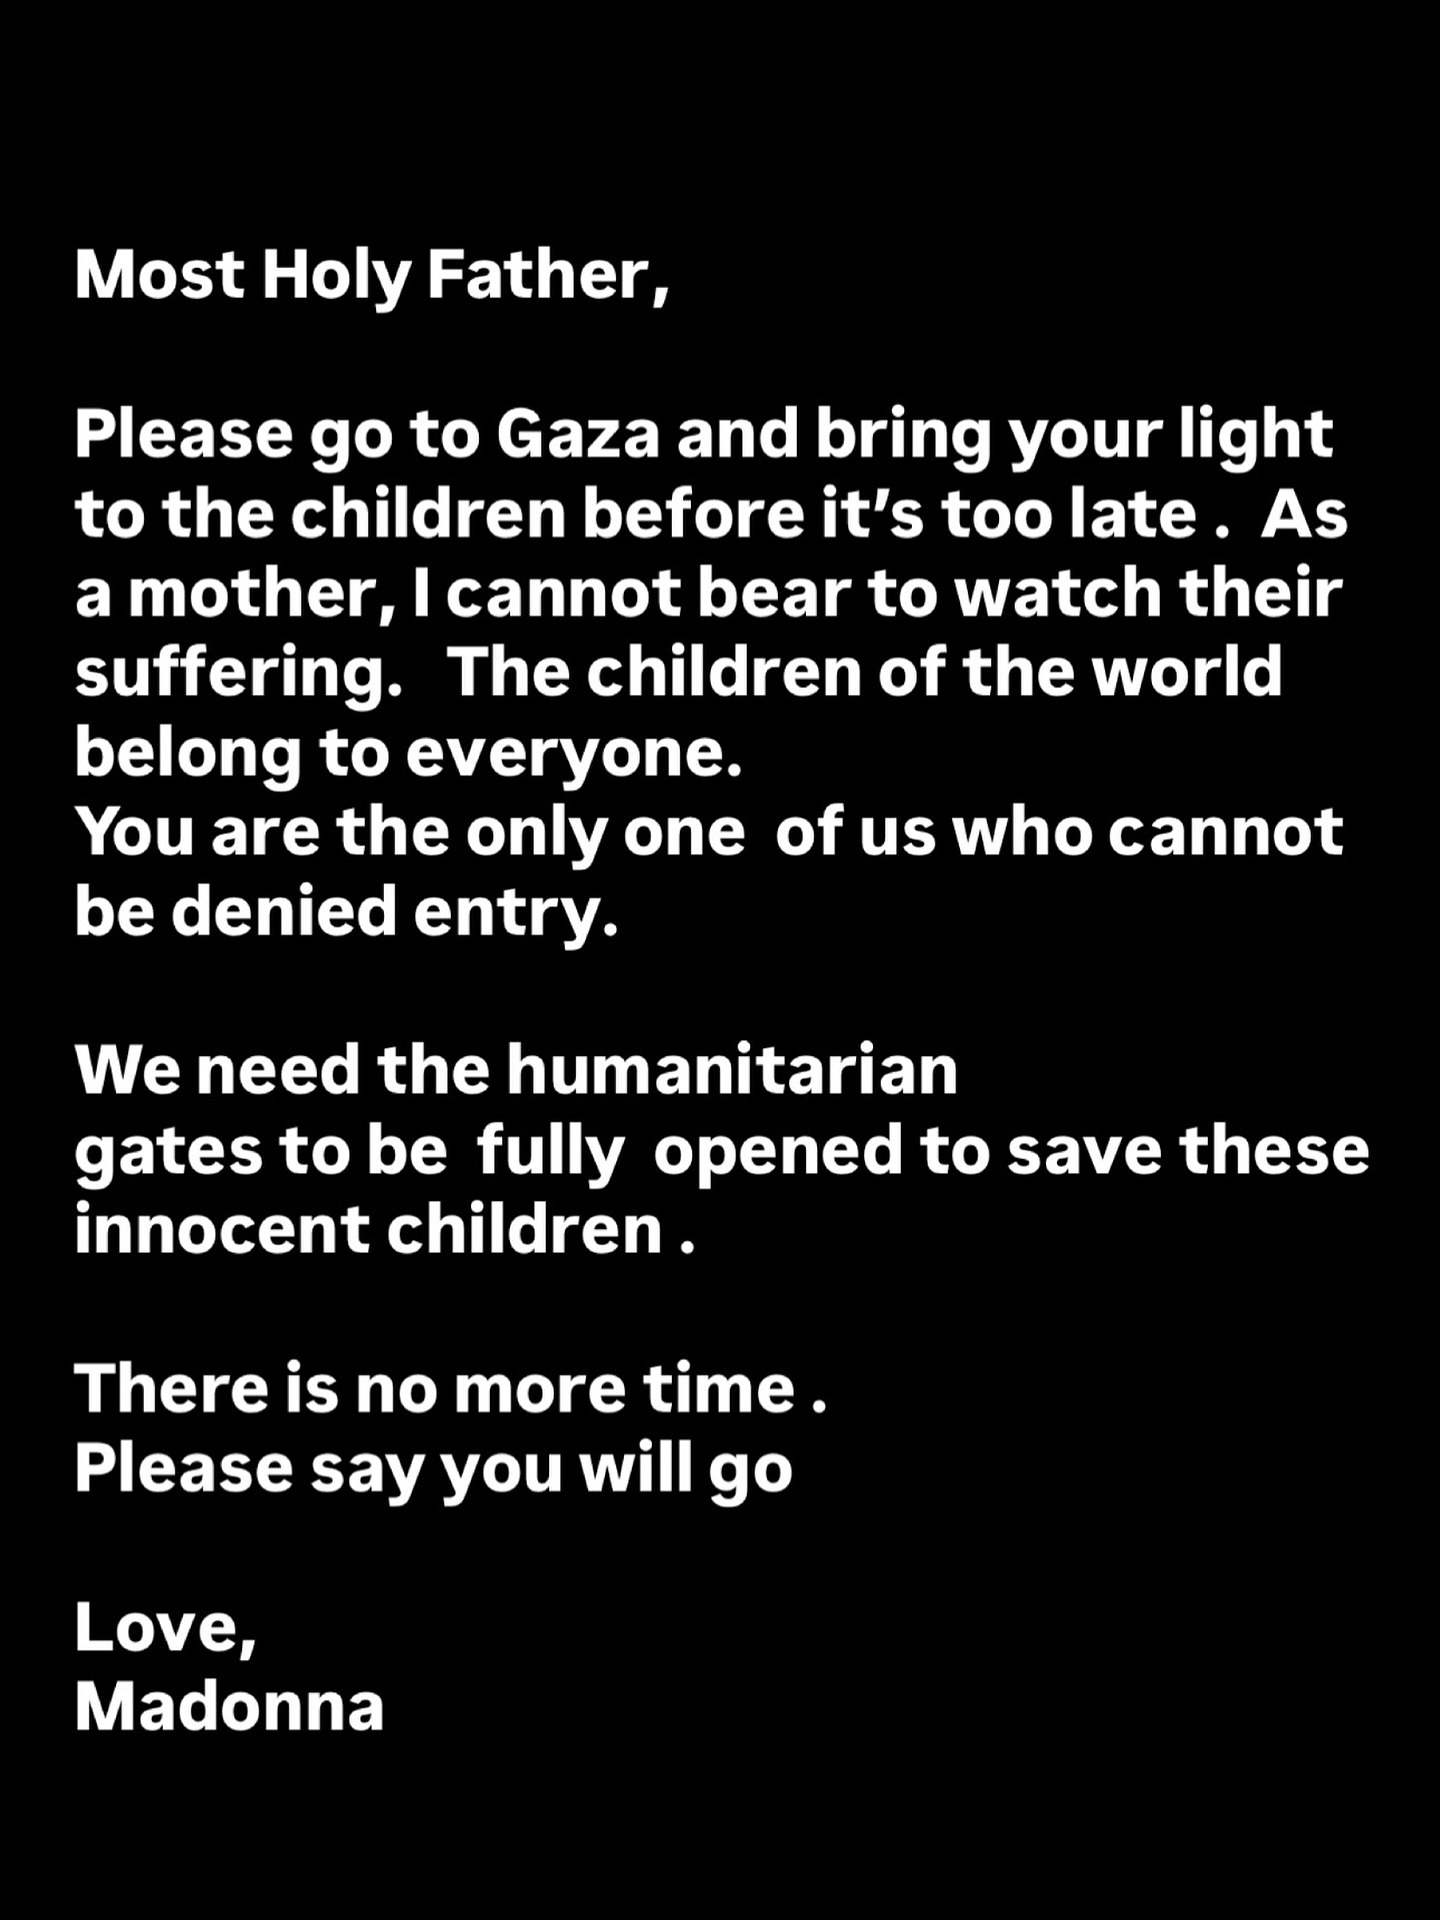 Most Holy Father,
Please go to Gaza and bring your light
to the children before it’s too late .  As
a mother, I cannot bear to watch their
suffering.   The children of the world
belong to everyone.
You are the only one  of us who cannot
be denied entry.
We need the humanitarian
gates to be  fully  opened to save these
innocent children .
There is no more time .
Please say you will go
Love,
Madonna